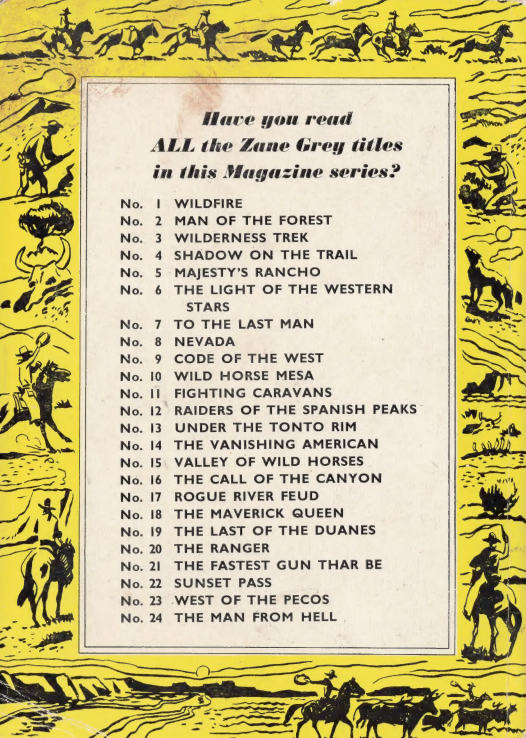 Have you read
ALL the Zane Grey titles
in this Magazine series?
No. 1 WILDFIRE
No. 2 MAN OF THE FOREST
No. 3 WILDERNESS TREK
No. 4 SHADOW ON THE TRAIL
No. 5 MAJESTY'S RANCHO
No. 6 THE LIGHT OF THE WESTERN
STARS
No. 7 TO THE LAST MAN
No. 8 NEVADA
No. 9 CODE OF THE WEST
No. 10 WILD HORSE MESA
No. 11 FIGHTING CARAVANS
No. 12 RAIDERS OF THE SPANISH PEAKS
No. 13 UNDER THE TONTO RIM
No. 14 THE VANISHING AMERICAN
No. 15 VALLEY OF WILD HORSES
No. 16 THE CALL OF THE CANYON
No. 17 ROGUE RIVER FEUD
No. 18 THE MAVERICK QUEEN
No. 19 THE LAST OF THE DUANES
No. 20 THE RANGER
No. 21 THE FASTEST GUN THAR BE
No. 22 SUNSET PASS
No. 23 WEST OF THE PECOS
No. 24 THE MAN FROM HELL